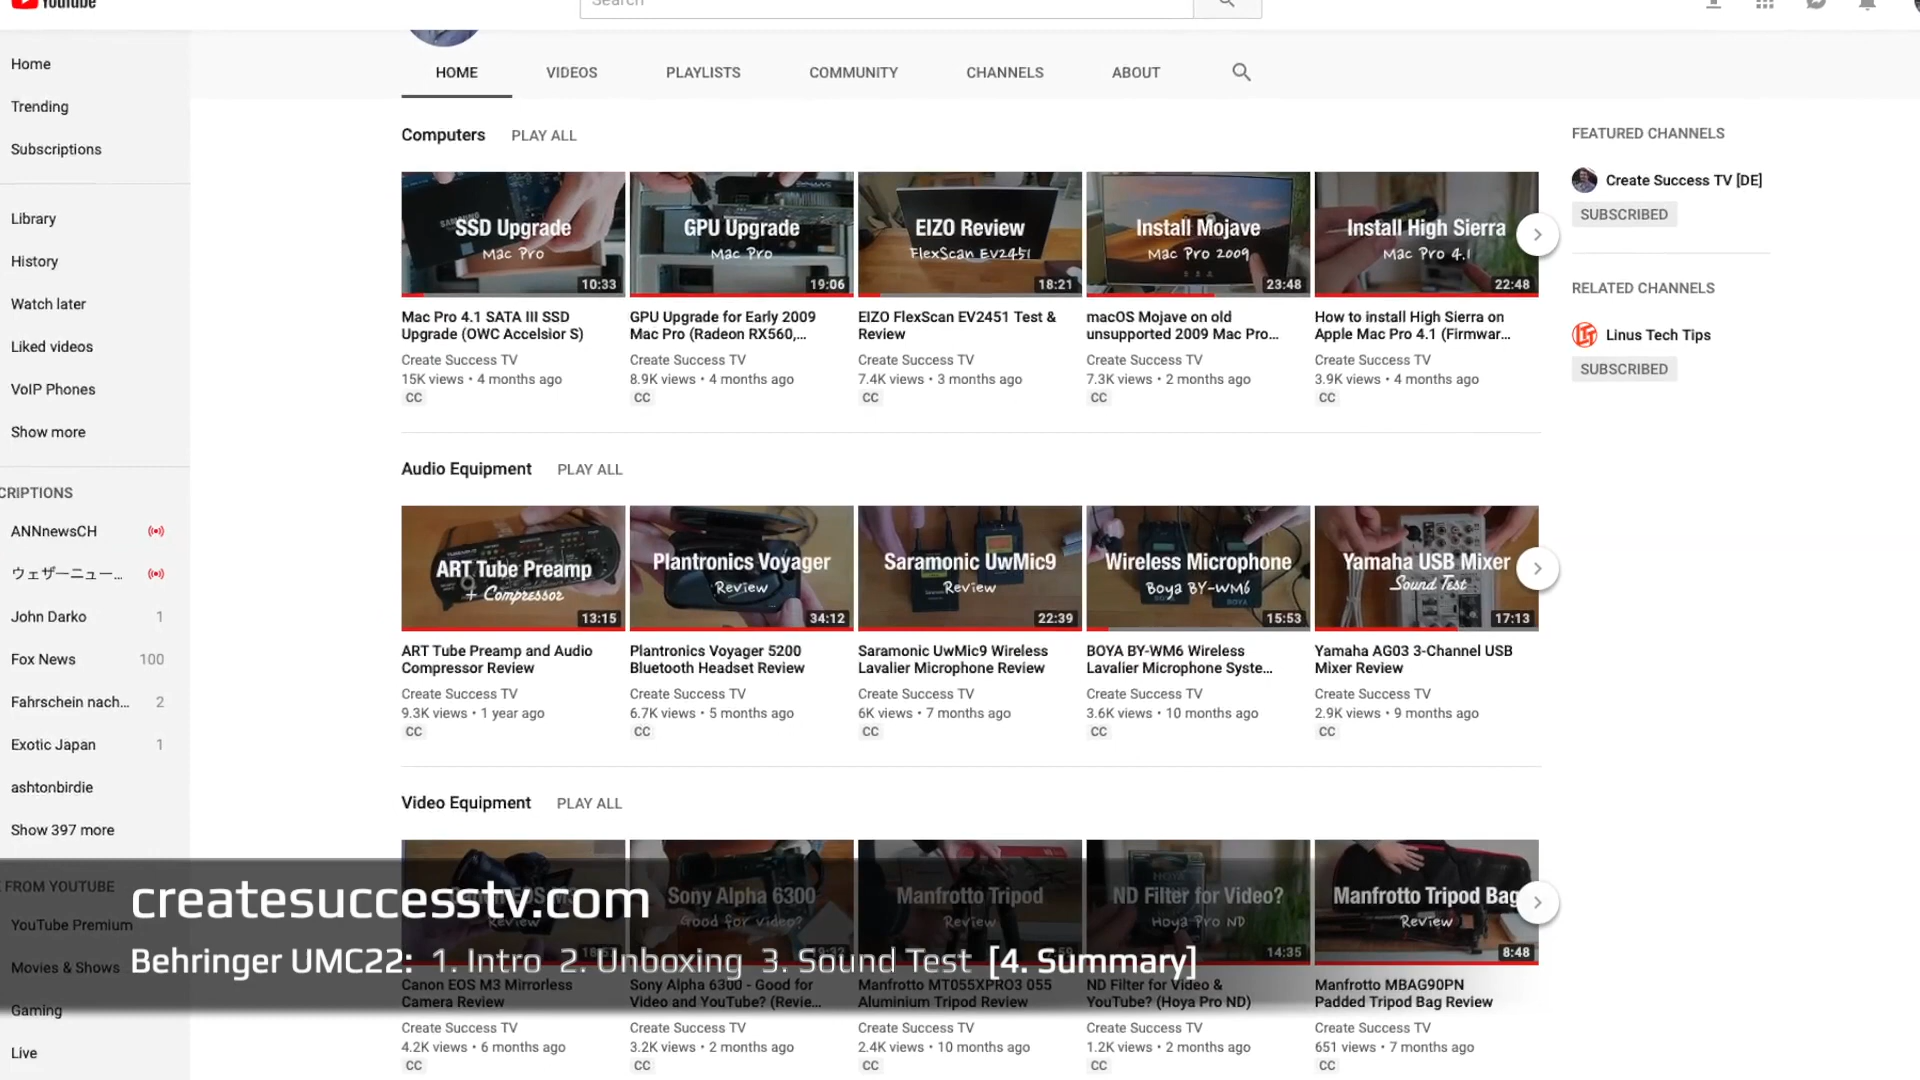 YouTube
Search
Home
Trending
Subscriptions
Library
History
Watch later
Liked videos
VoIP Phones
Show more
CRIPTIONS
ANNnewsCH
ウェザーニュー...
John Darko 1
Fox News 100
Fahrschein nach... 2
Exotic Japan 1
ashtonbirdie
Show 397 more
E FROM YOUTUBE
YouTube Premium
Movies & Shows
Gaming
Live
HOME VIDEOS PLAYLISTS COMMUNITY CHANNELS ABOUT
Computers PLAY ALL
SSD Upgrade
Mac Pro
10:33
GPU Upgrade
Mac Pro
19:06
EIZO Review
FlexScan EV2451
18:21
Install Mojave
Mac Pro 2009
23:48
Install High Sierra
Mac Pro 4.1
22:48
Mac Pro 4.1 SATA III SSD
Upgrade (OWC Accelsior S)
Create Success TV
15K views • 4 months ago
CC
GPU Upgrade for Early 2009
Mac Pro (Radeon RX560,...
Create Success TV
8.9K views • 4 months ago
CC
EIZO FlexScan EV2451 Test &
Review
Create Success TV
7.4K views • 3 months ago
CC
macOS Mojave on old
unsupported 2009 Mac Pro...
Create Success TV
7.3K views • 2 months ago
CC
How to install High Sierra on
Apple Mac Pro 4.1 (Firmwar...
Create Success TV
3.9K views • 4 months ago
CC
Audio Equipment PLAY ALL
ART Tube Preamp
+ Compressor
13:15
Plantronics Voyager
Review
34:12
Saramonic UwMic9
Review
22:39
Wireless Microphone
Boya BY-WM6
15:53
Yamaha USB Mixer
Sound Test
17:13
ART Tube Preamp and Audio
Compressor Review
Create Success TV
9.3K views • 1 year ago
CC
Plantronics Voyager 5200
Bluetooth Headset Review
Create Success TV
6.7K views • 5 months ago
CC
Saramonic UwMic9 Wireless
Lavalier Microphone Review
Create Success TV
6K views • 7 months ago
CC
BOYA BY-WM6 Wireless
Lavalier Microphone Syste...
Create Success TV
3.6K views • 10 months ago
CC
Yamaha AG03 3-Channel USB
Mixer Review
Create Success TV
2.9K views • 9 months ago
CC
Video Equipment PLAY ALL
Review
Sony Alpha 6300
Good for video?
Manfrotto Tripod
Review
ND Filter for Video?
Hoya Pro ND
14:35
Manfrotto Tripod Bag
Review
8:48
Canon EOS M3 Mirrorless
Camera Review
Create Success TV
4.2K views • 6 months ago
CC
Sony Alpha 6300 - Good for
Video and YouTube? (Revie...
Create Success TV
3.2K views • 2 months ago
CC
Manfrotto MT055XPRO3 055
Aluminium Tripod Review
Create Success TV
2.4K views • 10 months ago
CC
ND Filter for Video &
YouTube? (Hoya Pro ND)
Create Success TV
1.2K views • 2 months ago
CC
Manfrotto MBAG90PN
Padded Tripod Bag Review
Create Success TV
651 views • 7 months ago
CC
FEATURED CHANNELS
Create Success TV [DE]
SUBSCRIBED
RELATED CHANNELS
Linus Tech Tips
SUBSCRIBED
createsuccesstv.com
Behringer UMC22: 1. Intro 2. Unboxing 3. Sound Test [4. Summary]